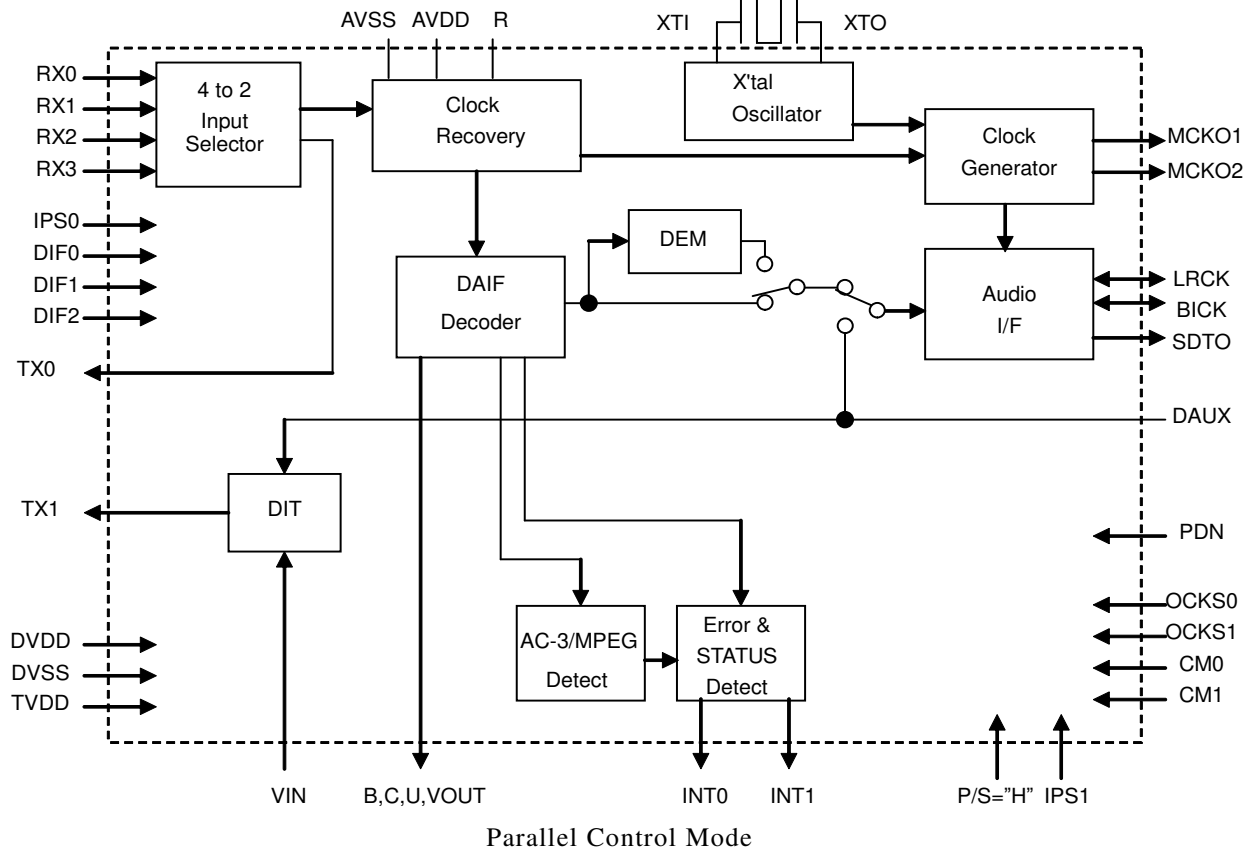 AVSS AVDD R XTI XTO
RX0
RX1
RX2
RX3
4 to 2
Input
Selector
Clock
Recovery
X'tal
Oscillator
Clock
Generator
MCKO1
MCKO2
IPS0
DIF0
DIF1
DIF2
DEM
DAIF
Decoder
Audio
I/F
LRCK
BICK
SDTO
TX0
DAUX
TX1
DIT
PDN
AC-3/MPEG
Detect
Error &
STATUS
Detect
OCKS0
OCKS1
CM0
CM1
DVDD
DVSS
TVDD
VIN B,C,U,VOUT INT0 INT1 P/S=”H” IPS1
Parallel Control Mode